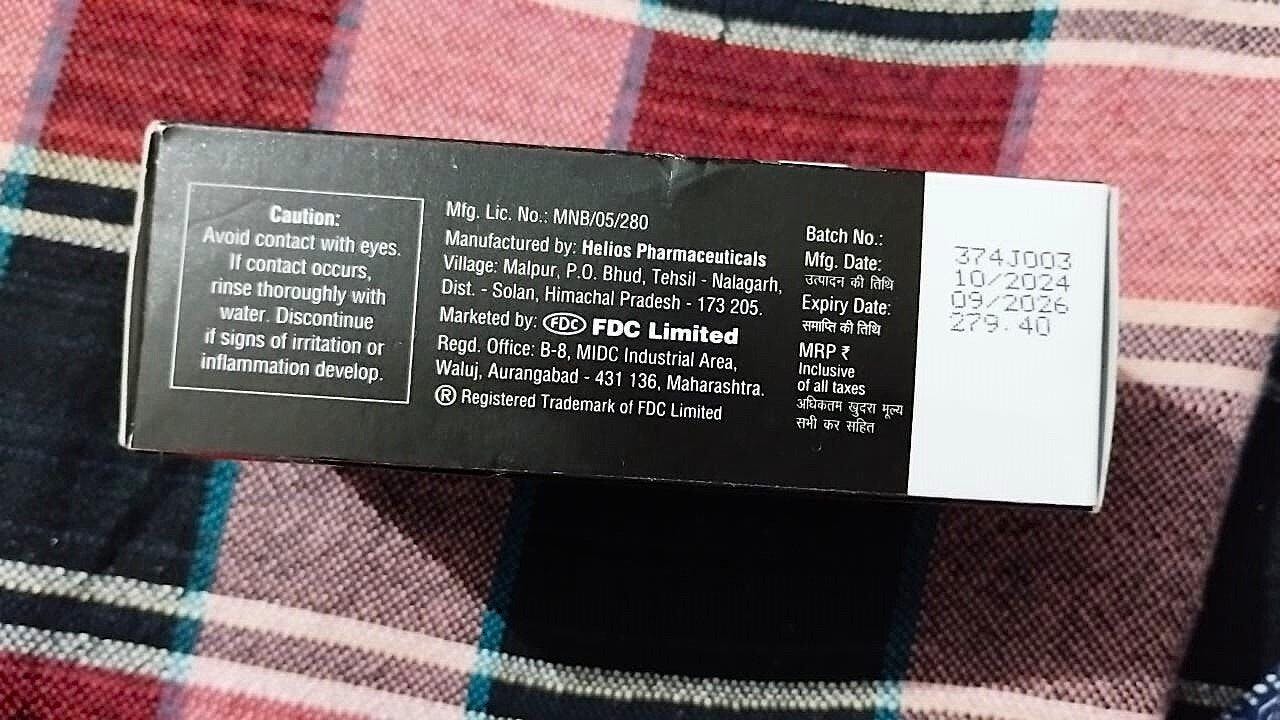 Caution:
Avoid contact with eyes.
If contact occurs,
rinse thoroughly with
water. Discontinue
if signs of irritation or
inflammation develop.
Mfg. Lic. No.: MNB/05/280
Manufactured by: Helios Pharmaceuticals
Village: Malpur, P.O. Bhud, Tehsil - Nalagarh,
Dist. - Solan, Himachal Pradesh - 173 205.
Marketed by: FDC FDC Limited
Regd. Office: B-8, MIDC Industrial Area,
Waluj, Aurangabad - 431 136, Maharashtra.
® Registered Trademark of FDC Limited
Batch No.:
Mfg. Date:
उत्पादन की तिथि
Expiry Date:
समाप्ति की तिथि
MRP ₹
Inclusive
of all taxes
अधिकतम खुदरा मूल्य
सभी कर सहित
374J003
10/2024
09/2026
279.40